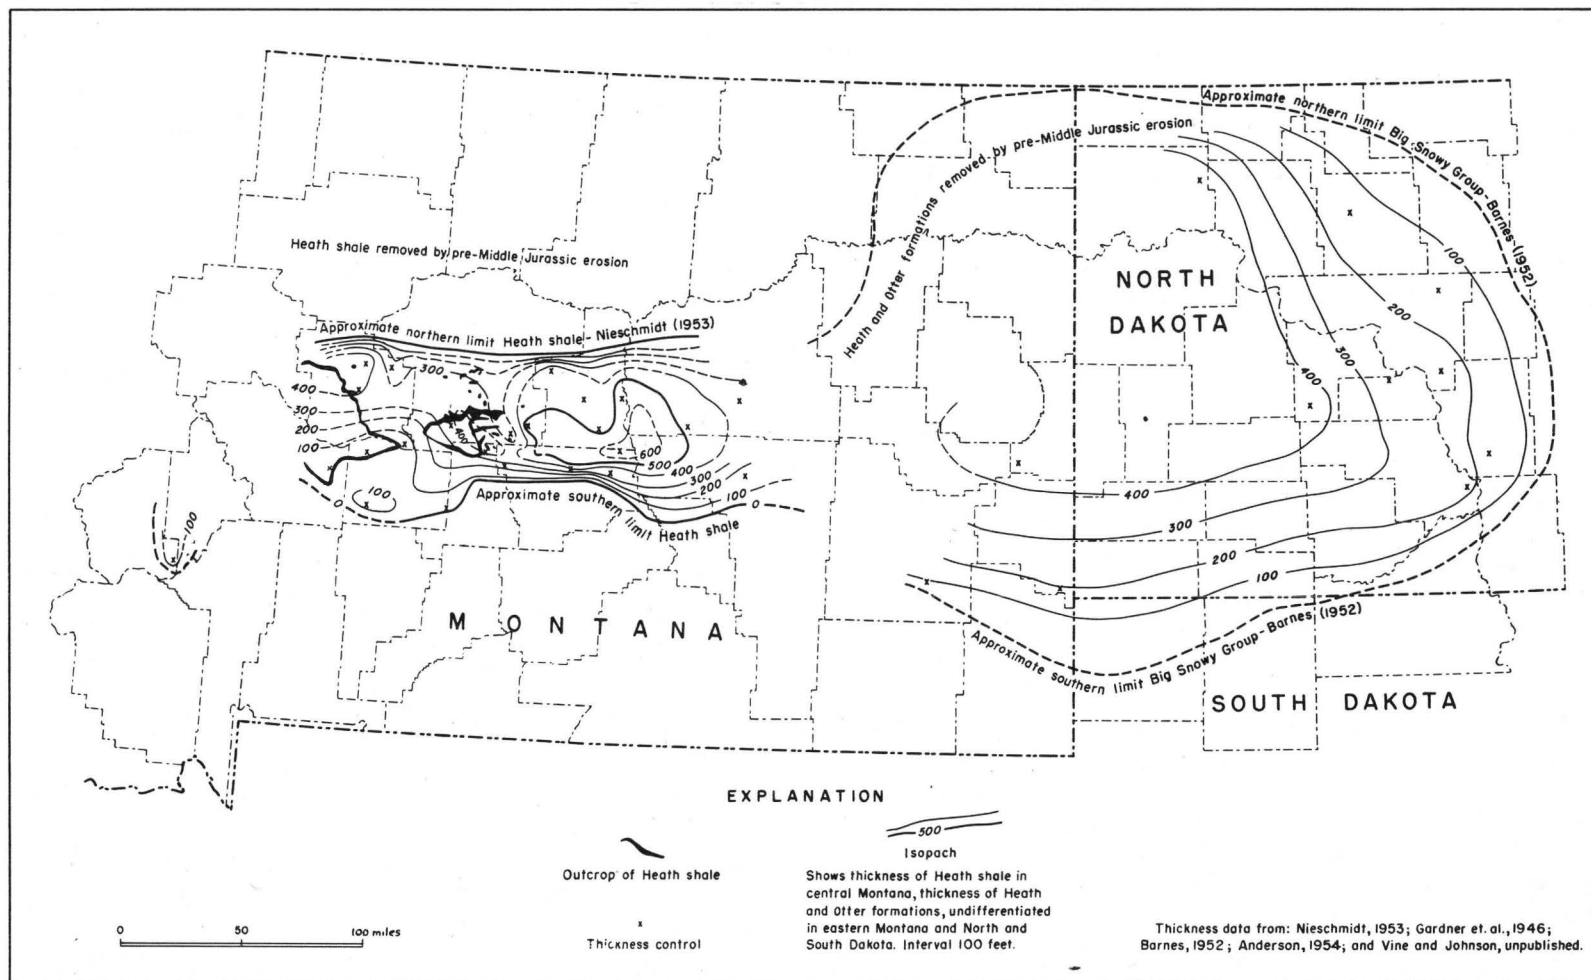 Approximate northern limit Big Snowy Group-Barnes (1952)
Heath and Otter formations removed by pre-Middle Jurassic erosion
Heath shale removed by pre-Middle Jurassic erosion
NORTH
DAKOTA
Approximate northern limit Heath shale-Nieschmidt (1953)
100
200
300
400
300
400
300
200
100
400
600
500
400
300
200
100
0
100
0
Approximate southern limit Heath shale
100
400
300
200
100
MONTANA
Approximate southern limit Big Snowy Group-Barnes (1952)
SOUTH DAKOTA
EXPLANATION
500
Isopach
Outcrop of Heath shale
Shows thickness of Heath shale in
central Montana, thickness of Heath
and Otter formations, undifferentiated
in eastern Montana and North and
South Dakota. Interval 100 feet.
x
Thickness control
0 50 100 miles
Thickness data from: Nieschmidt, 1953; Gardner et. al., 1946;
Barnes, 1952; Anderson, 1954; and Vine and Johnson, unpublished.